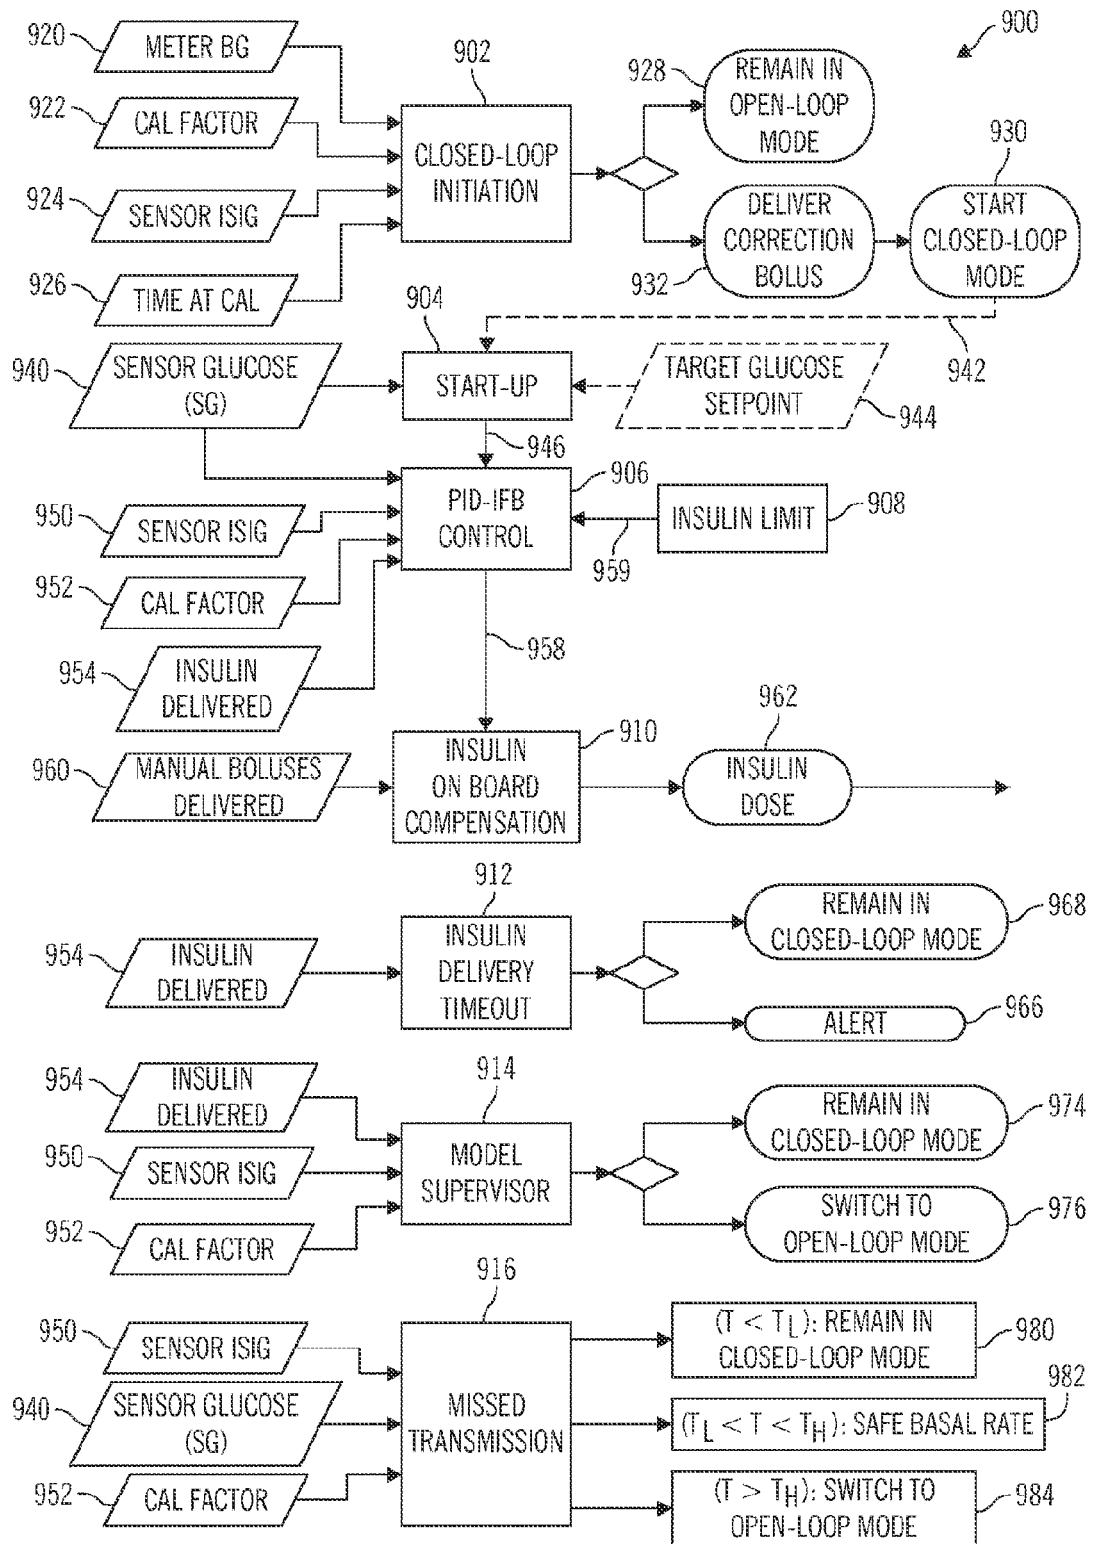 900
920
METER BG
922
CAL FACTOR
924
SENSOR ISIG
926
TIME AT CAL
902
CLOSED-LOOP
INITIATION
928
REMAIN IN
OPEN-LOOP
MODE
DELIVER
CORRECTION
BOLUS
932
930
START
CLOSED-LOOP
MODE
904
START-UP
942
940
SENSOR GLUCOSE
(SG)
TARGET GLUCOSE
SETPOINT
944
946
906
PID-IFB
CONTROL
INSULIN LIMIT
908
959
950
SENSOR ISIG
952
CAL FACTOR
954
INSULIN
DELIVERED
958
960
MANUAL BOLUSES
DELIVERED
910
INSULIN
ON BOARD
COMPENSATION
962
INSULIN
DOSE
912
954
INSULIN
DELIVERED
INSULIN
DELIVERY
TIMEOUT
REMAIN IN
CLOSED-LOOP MODE
968
ALERT
966
954
INSULIN
DELIVERED
950
SENSOR ISIG
952
CAL FACTOR
914
MODEL
SUPERVISOR
REMAIN IN
CLOSED-LOOP MODE
974
SWITCH TO
OPEN-LOOP MODE
976
916
950
SENSOR ISIG
940
SENSOR GLUCOSE
(SG)
952
CAL FACTOR
MISSED
TRANSMISSION
(T < TL): REMAIN IN
CLOSED-LOOP MODE
980
982
(TL < T < TH): SAFE BASAL RATE
(T > TH): SWITCH TO
OPEN-LOOP MODE
984